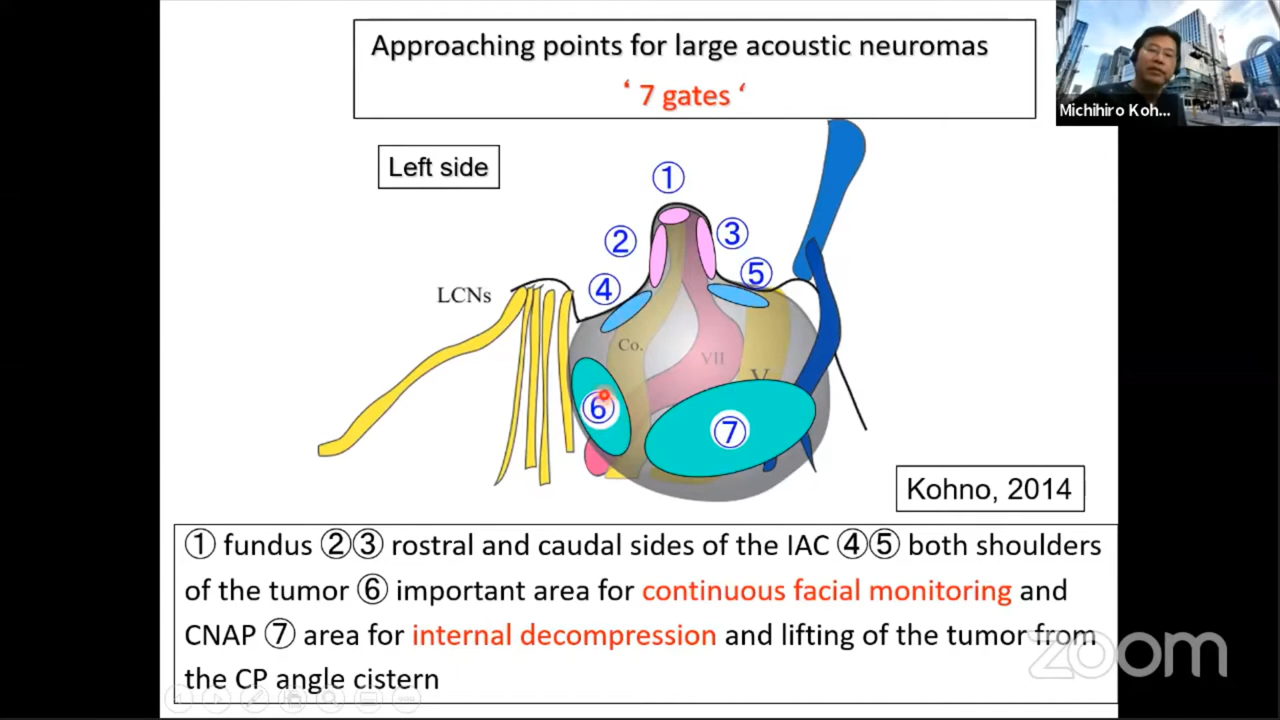 Approaching points for large acoustic neuromas
‘ 7 gates ‘
Michihiro Koh...
Left side
①
②
③
④
⑤
LCNs
Co.
VII
V
⑥
⑦
Kohno, 2014
① fundus ②③ rostral and caudal sides of the IAC ④⑤ both shoulders
of the tumor ⑥ important area for continuous facial monitoring and
CNAP ⑦ area for internal decompression and lifting of the tumor from
the CP angle cistern
zoom